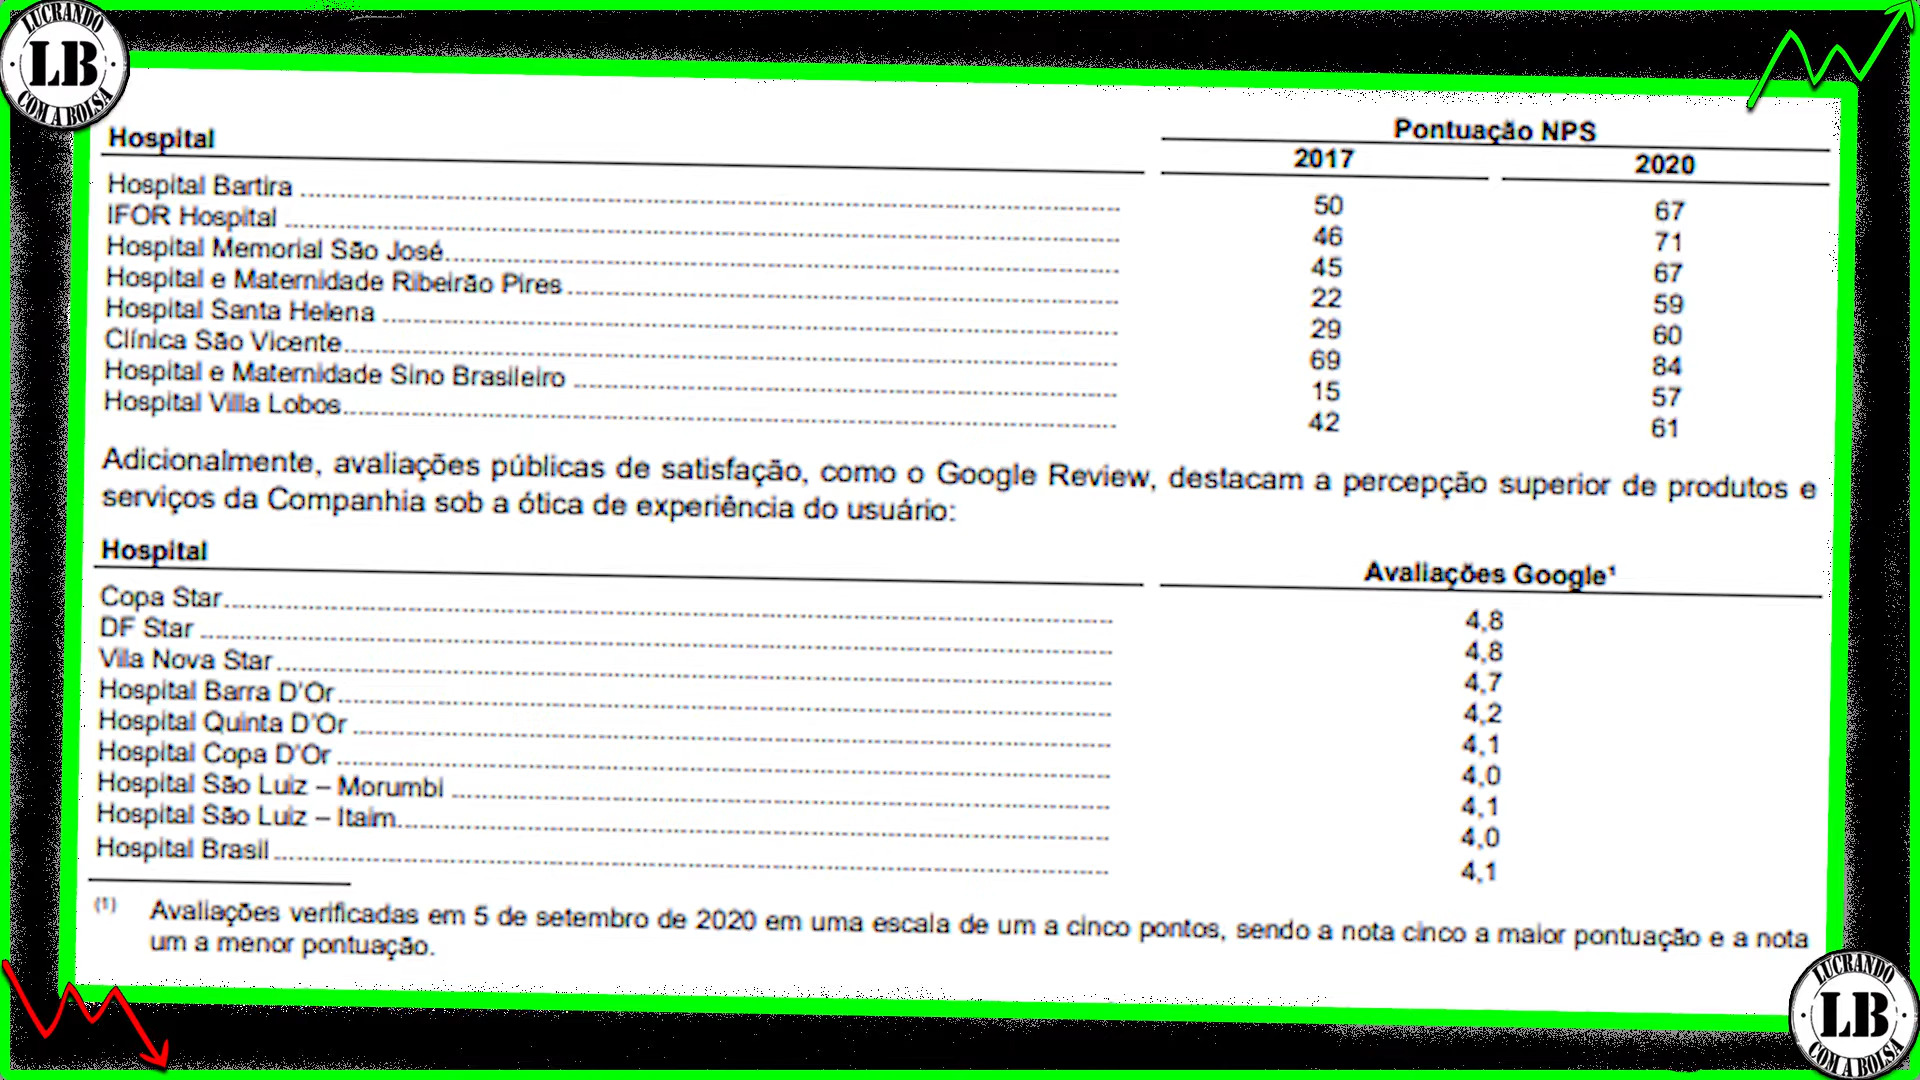 LUCRANDO
LB
COM A BOLSA
Hospital
Pontuação NPS
2017 2020
Hospital Bartira 50 67
IFOR Hospital 46 71
Hospital Memorial São José 45 67
Hospital e Maternidade Ribeirão Pires 22 59
Hospital Santa Helena 29 60
Clínica São Vicente 69 84
Hospital e Maternidade Sino Brasileiro 15 57
Hospital Villa Lobos 42 61
Adicionalmente, avaliações públicas de satisfação, como o Google Review, destacam a percepção superior de produtos e
serviços da Companhia sob a ótica de experiência do usuário:
Hospital Avaliações Google¹
Copa Star 4,8
DF Star 4,8
Vila Nova Star 4,7
Hospital Barra D'Or 4,2
Hospital Quinta D'Or 4,1
Hospital Copa D'Or 4,0
Hospital São Luiz – Morumbi 4,1
Hospital São Luiz – Itaim 4,0
Hospital Brasil 4,1
(1) Avaliações verificadas em 5 de setembro de 2020 em uma escala de um a cinco pontos, sendo a nota cinco a maior pontuação e a nota
um a menor pontuação.
LUCRANDO
LB
COM A BOLSA